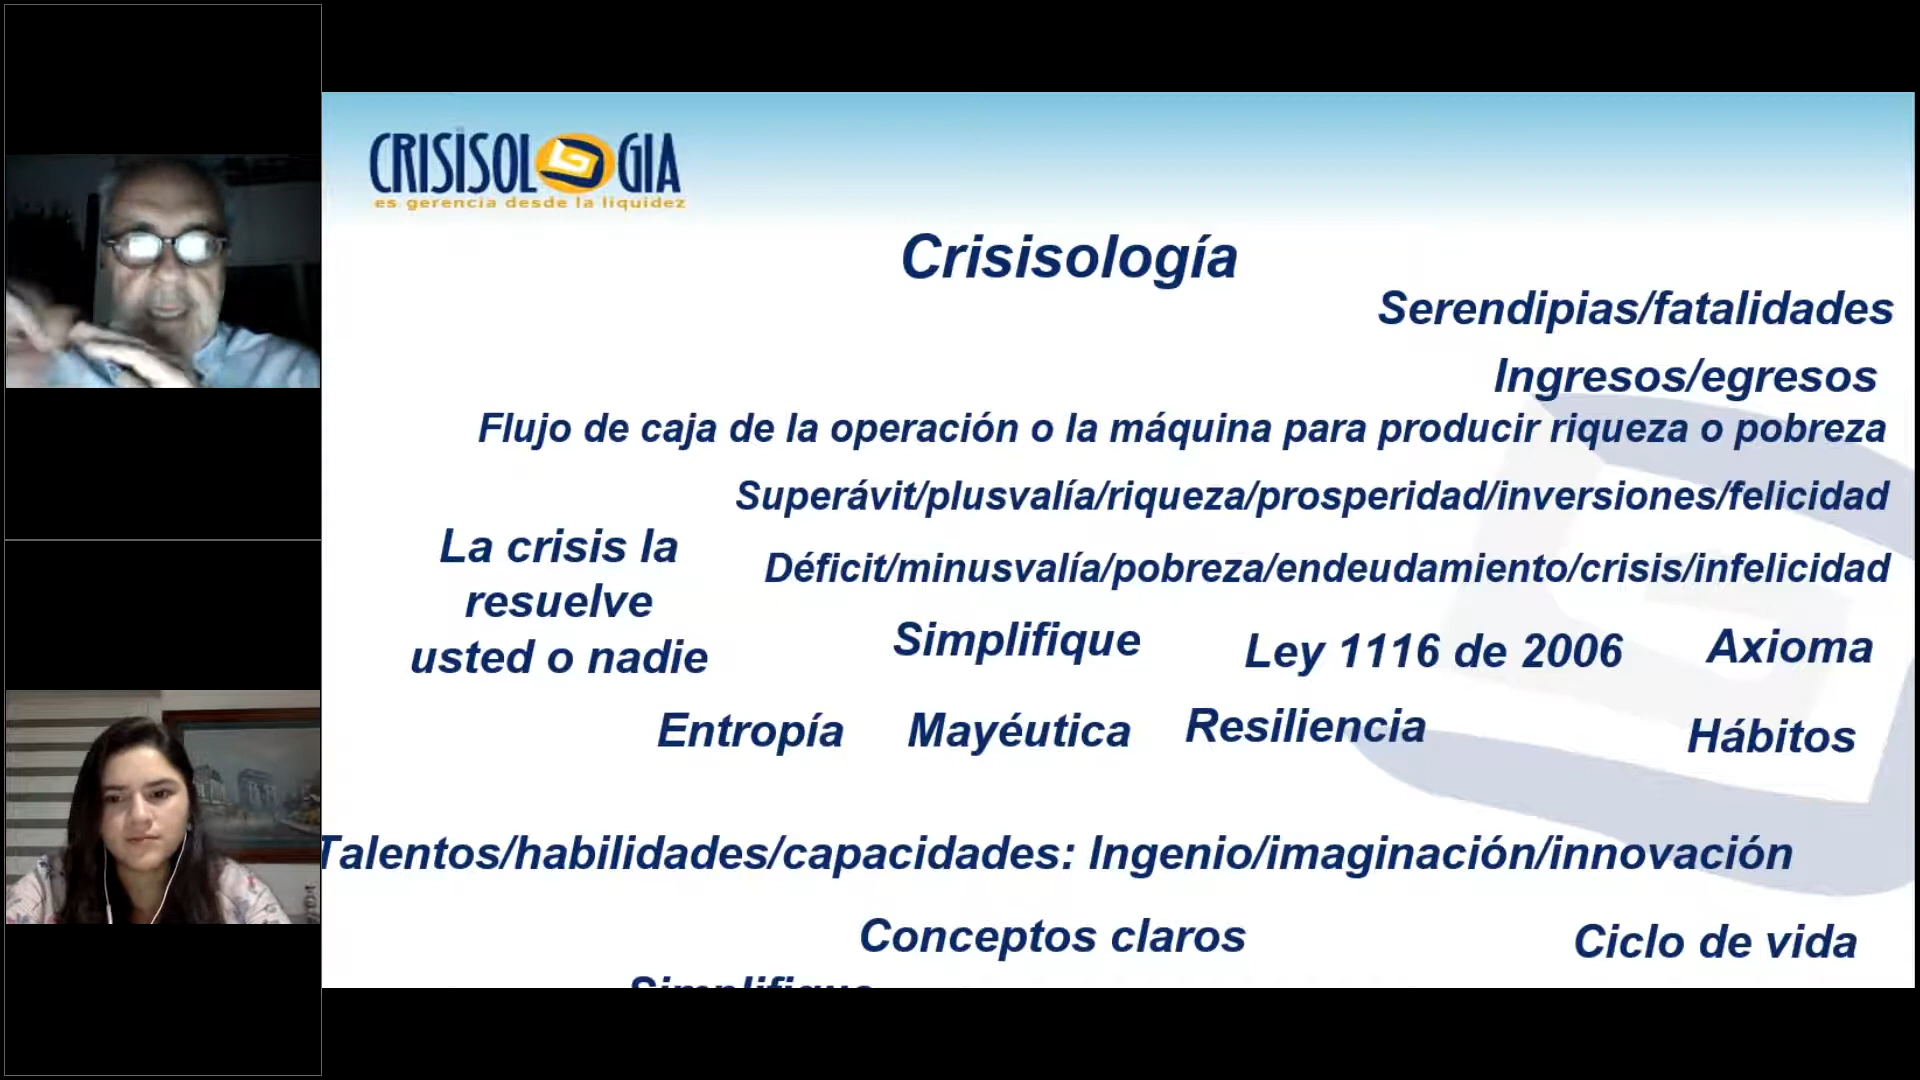 CRISISOLOGIA
es gerencia desde la liquidez
Crisisología
Serendipias/fatalidades
Ingresos/egresos
Flujo de caja de la operación o la máquina para producir riqueza o pobreza
Superávit/plusvalía/riqueza/prosperidad/inversiones/felicidad
Déficit/minusvalía/pobreza/endeudamiento/crisis/infelicidad
La crisis la
resuelve
usted o nadie
Simplifique
Ley 1116 de 2006
Axioma
Entropía
Mayéutica
Resiliencia
Hábitos
Talentos/habilidades/capacidades: Ingenio/imaginación/innovación
Conceptos claros
Ciclo de vida
Simplifique